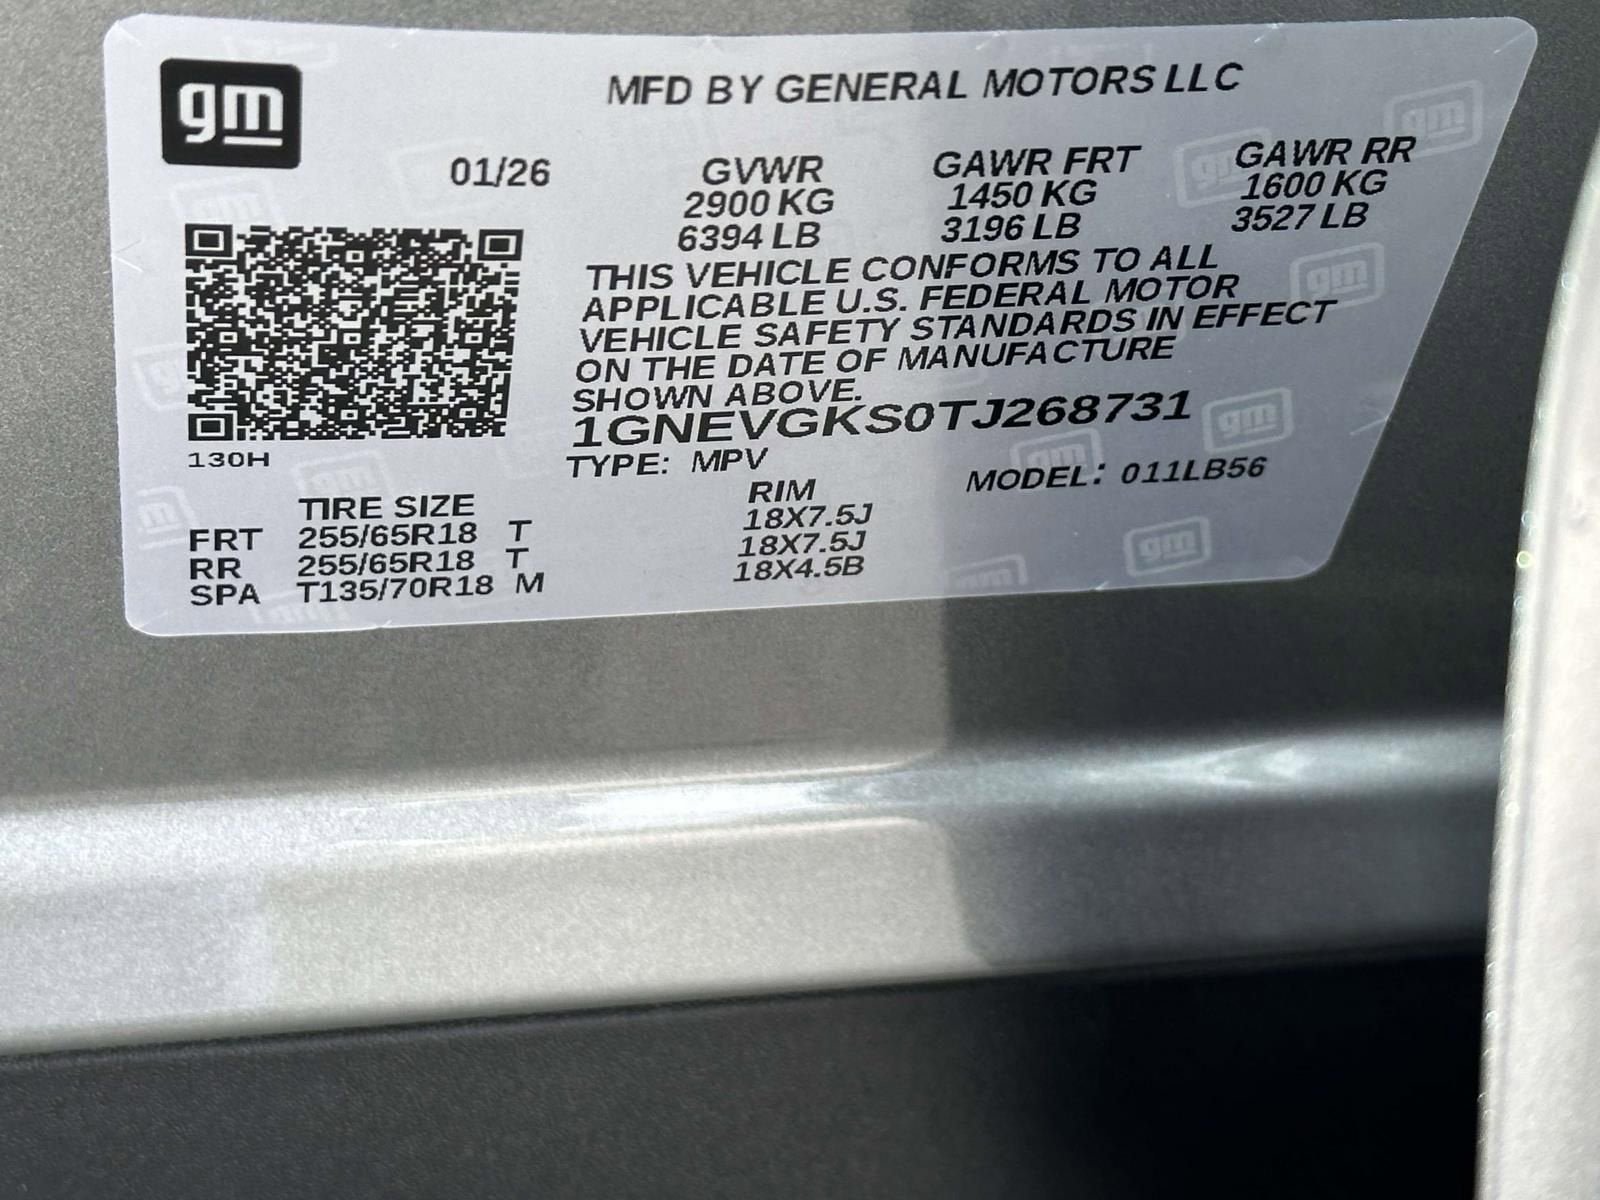 gm
MFD BY GENERAL MOTORS LLC
01/26 GVWR GAWR FRT GAWR RR
2900 KG 1450 KG 1600 KG
6394 LB 3196 LB 3527 LB
THIS VEHICLE CONFORMS TO ALL
APPLICABLE U.S. FEDERAL MOTOR
VEHICLE SAFETY STANDARDS IN EFFECT
ON THE DATE OF MANUFACTURE
SHOWN ABOVE.
1GNEVGKS0TJ268731
130H
TYPE: MPV MODEL: 011LB56
TIRE SIZE RIM
FRT 255/65R18 T 18X7.5J
RR 255/65R18 T 18X7.5J
SPA T135/70R18 M 18X4.5B